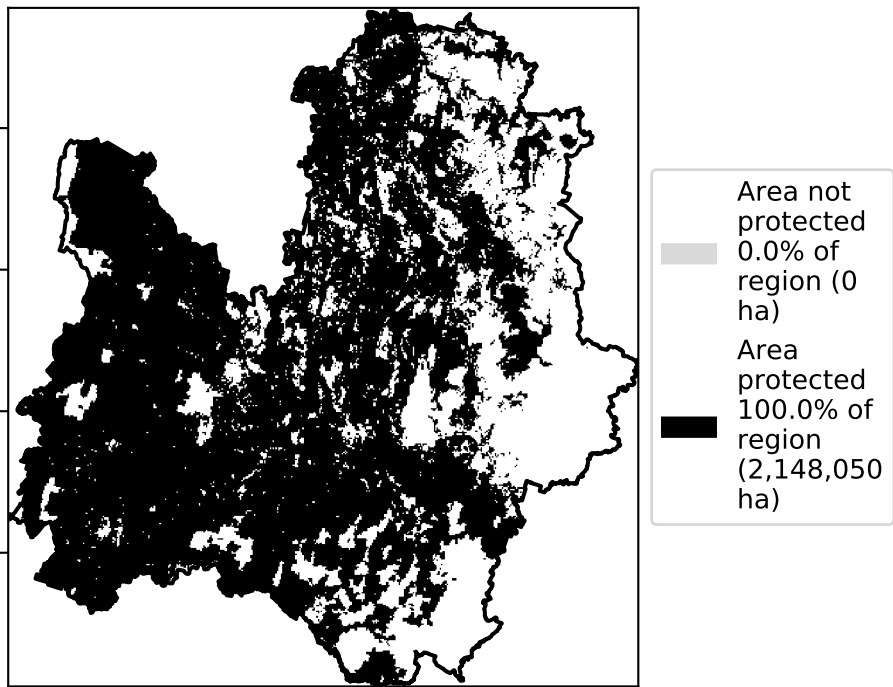 Area not
protected
0.0% of
region (0
ha)
Area
protected
100.0% of
region
(2,148,050
ha)